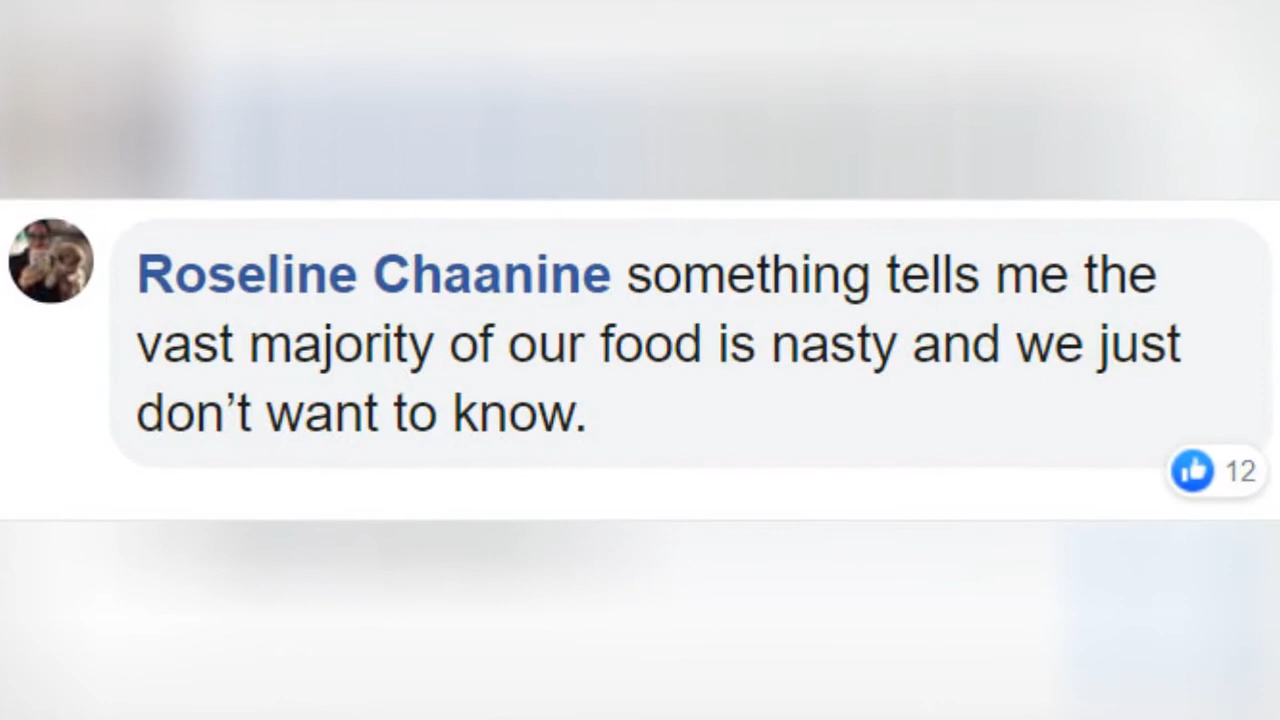 Roseline Chaanine something tells me the
vast majority of our food is nasty and we just
don’t want to know.
12